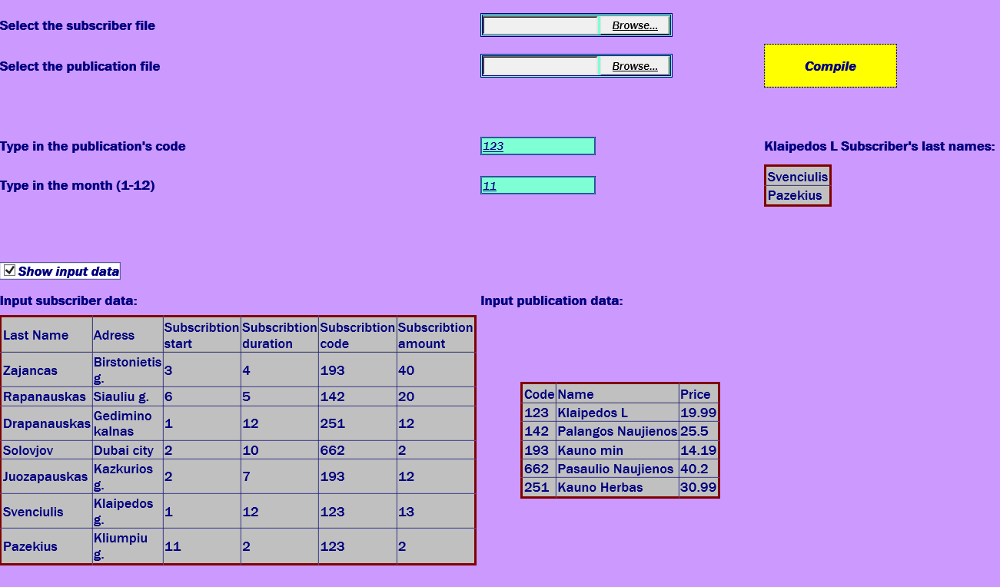 Select the subscriber file
Browse...
Select the publication file
Browse...
Compile
Type in the publication's code
123
Klaipedos L Subscriber's last names:
Type in the month (1-12)
11
Svenciulis
Pazekius
Show input data
Input subscriber data:
Input publication data:
Last Name Adress Subscribtion start Subscribtion duration Subscribtion code Subscribtion amount
Zajancas Birstonietis g. 3 4 193 40
Rapanauskas Siauliu g. 6 5 142 20
Drapanauskas Gedimino kalnas 1 12 251 12
Solovjov Dubai city 2 10 662 2
Juozapauskas Kazkurios g. 2 7 193 12
Svenciulis Klaipedos g. 1 12 123 13
Pazekius Kliumpiu g. 11 2 123 2
Code Name Price
123 Klaipedos L 19.99
142 Palangos Naujienos 25.5
193 Kauno min 14.19
662 Pasaulio Naujienos 40.2
251 Kauno Herbas 30.99